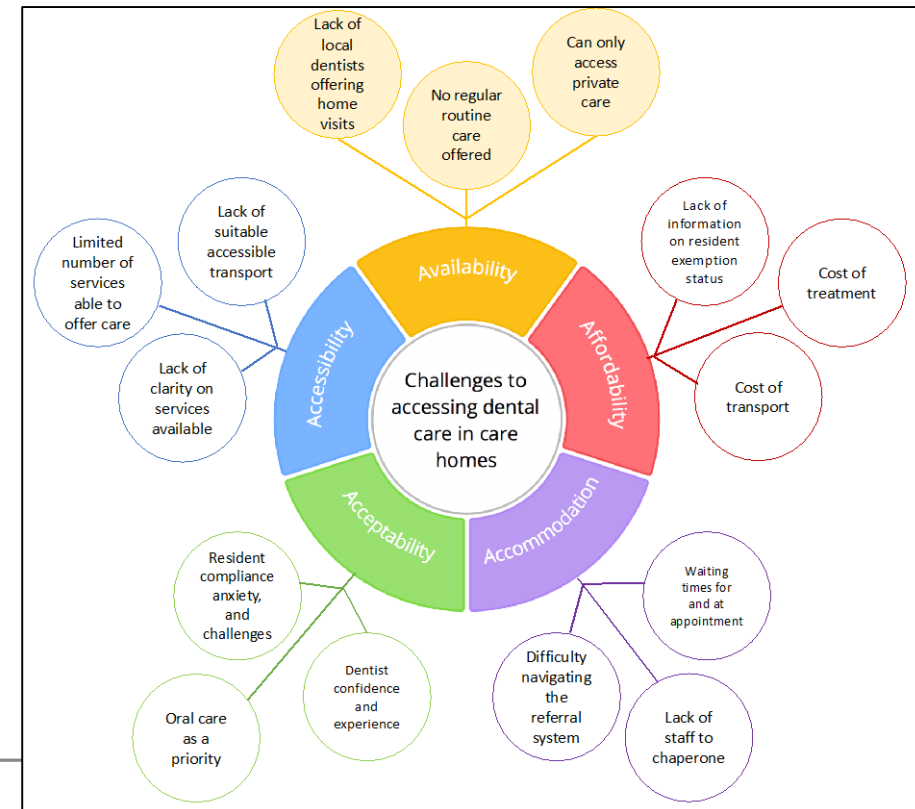 Lack of
local
dentists
offering
home
visits
No regular
routine
care
offered
Can only
access
private
care
Availability
Lack of
information
on resident
exemption
status
Cost of
treatment
Cost of
transport
Affordability
Waiting
times for
and at
appointment
Lack of
staff to
chaperone
Difficulty
navigating
the
referral
system
Accommodation
Dentist
confidence
and
experience
Oral care
as a
priority
Resident
compliance
anxiety,
and
challenges
Acceptability
Lack of
clarity on
services
available
Limited
number of
services
able to
offer care
Lack of
suitable
accessible
transport
Accessibility
Challenges to
accessing dental
care in care
homes